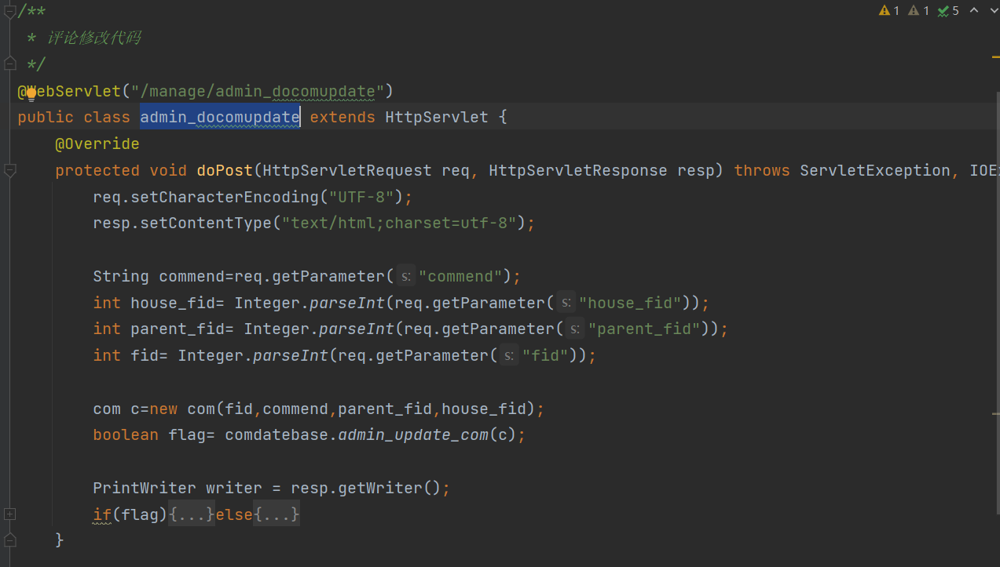 1 1 5
/**
* 评论修改代码
*/
@WebServlet("/manage/admin_docomupdate")
public class admin_docomupdate extends HttpServlet {
@Override
protected void doPost(HttpServletRequest req, HttpServletResponse resp) throws ServletException, IOE
req.setCharacterEncoding("UTF-8");
resp.setContentType("text/html;charset=utf-8");
String commend=req.getParameter( s: "commend");
int house_fid= Integer.parseInt(req.getParameter( s: "house_fid"));
int parent_fid= Integer.parseInt(req.getParameter( s: "parent_fid"));
int fid= Integer.parseInt(req.getParameter( s: "fid"));
com c=new com(fid,commend,parent_fid,house_fid);
boolean flag= comdatebase.admin_update_com(c);
PrintWriter writer = resp.getWriter();
if(flag){...}else{...}
}